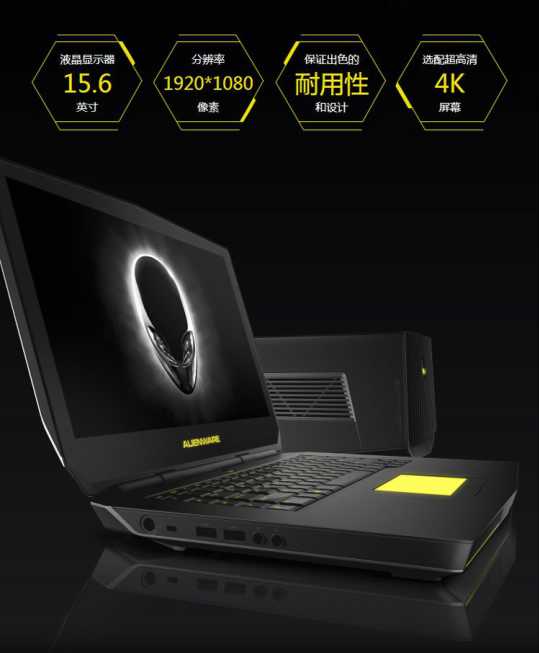 液晶显示器
15.6
英寸
分辨率
1920*1080
像素
保证出色的
耐用性
和设计
选配超高清
4K
屏幕
ALIENWARE